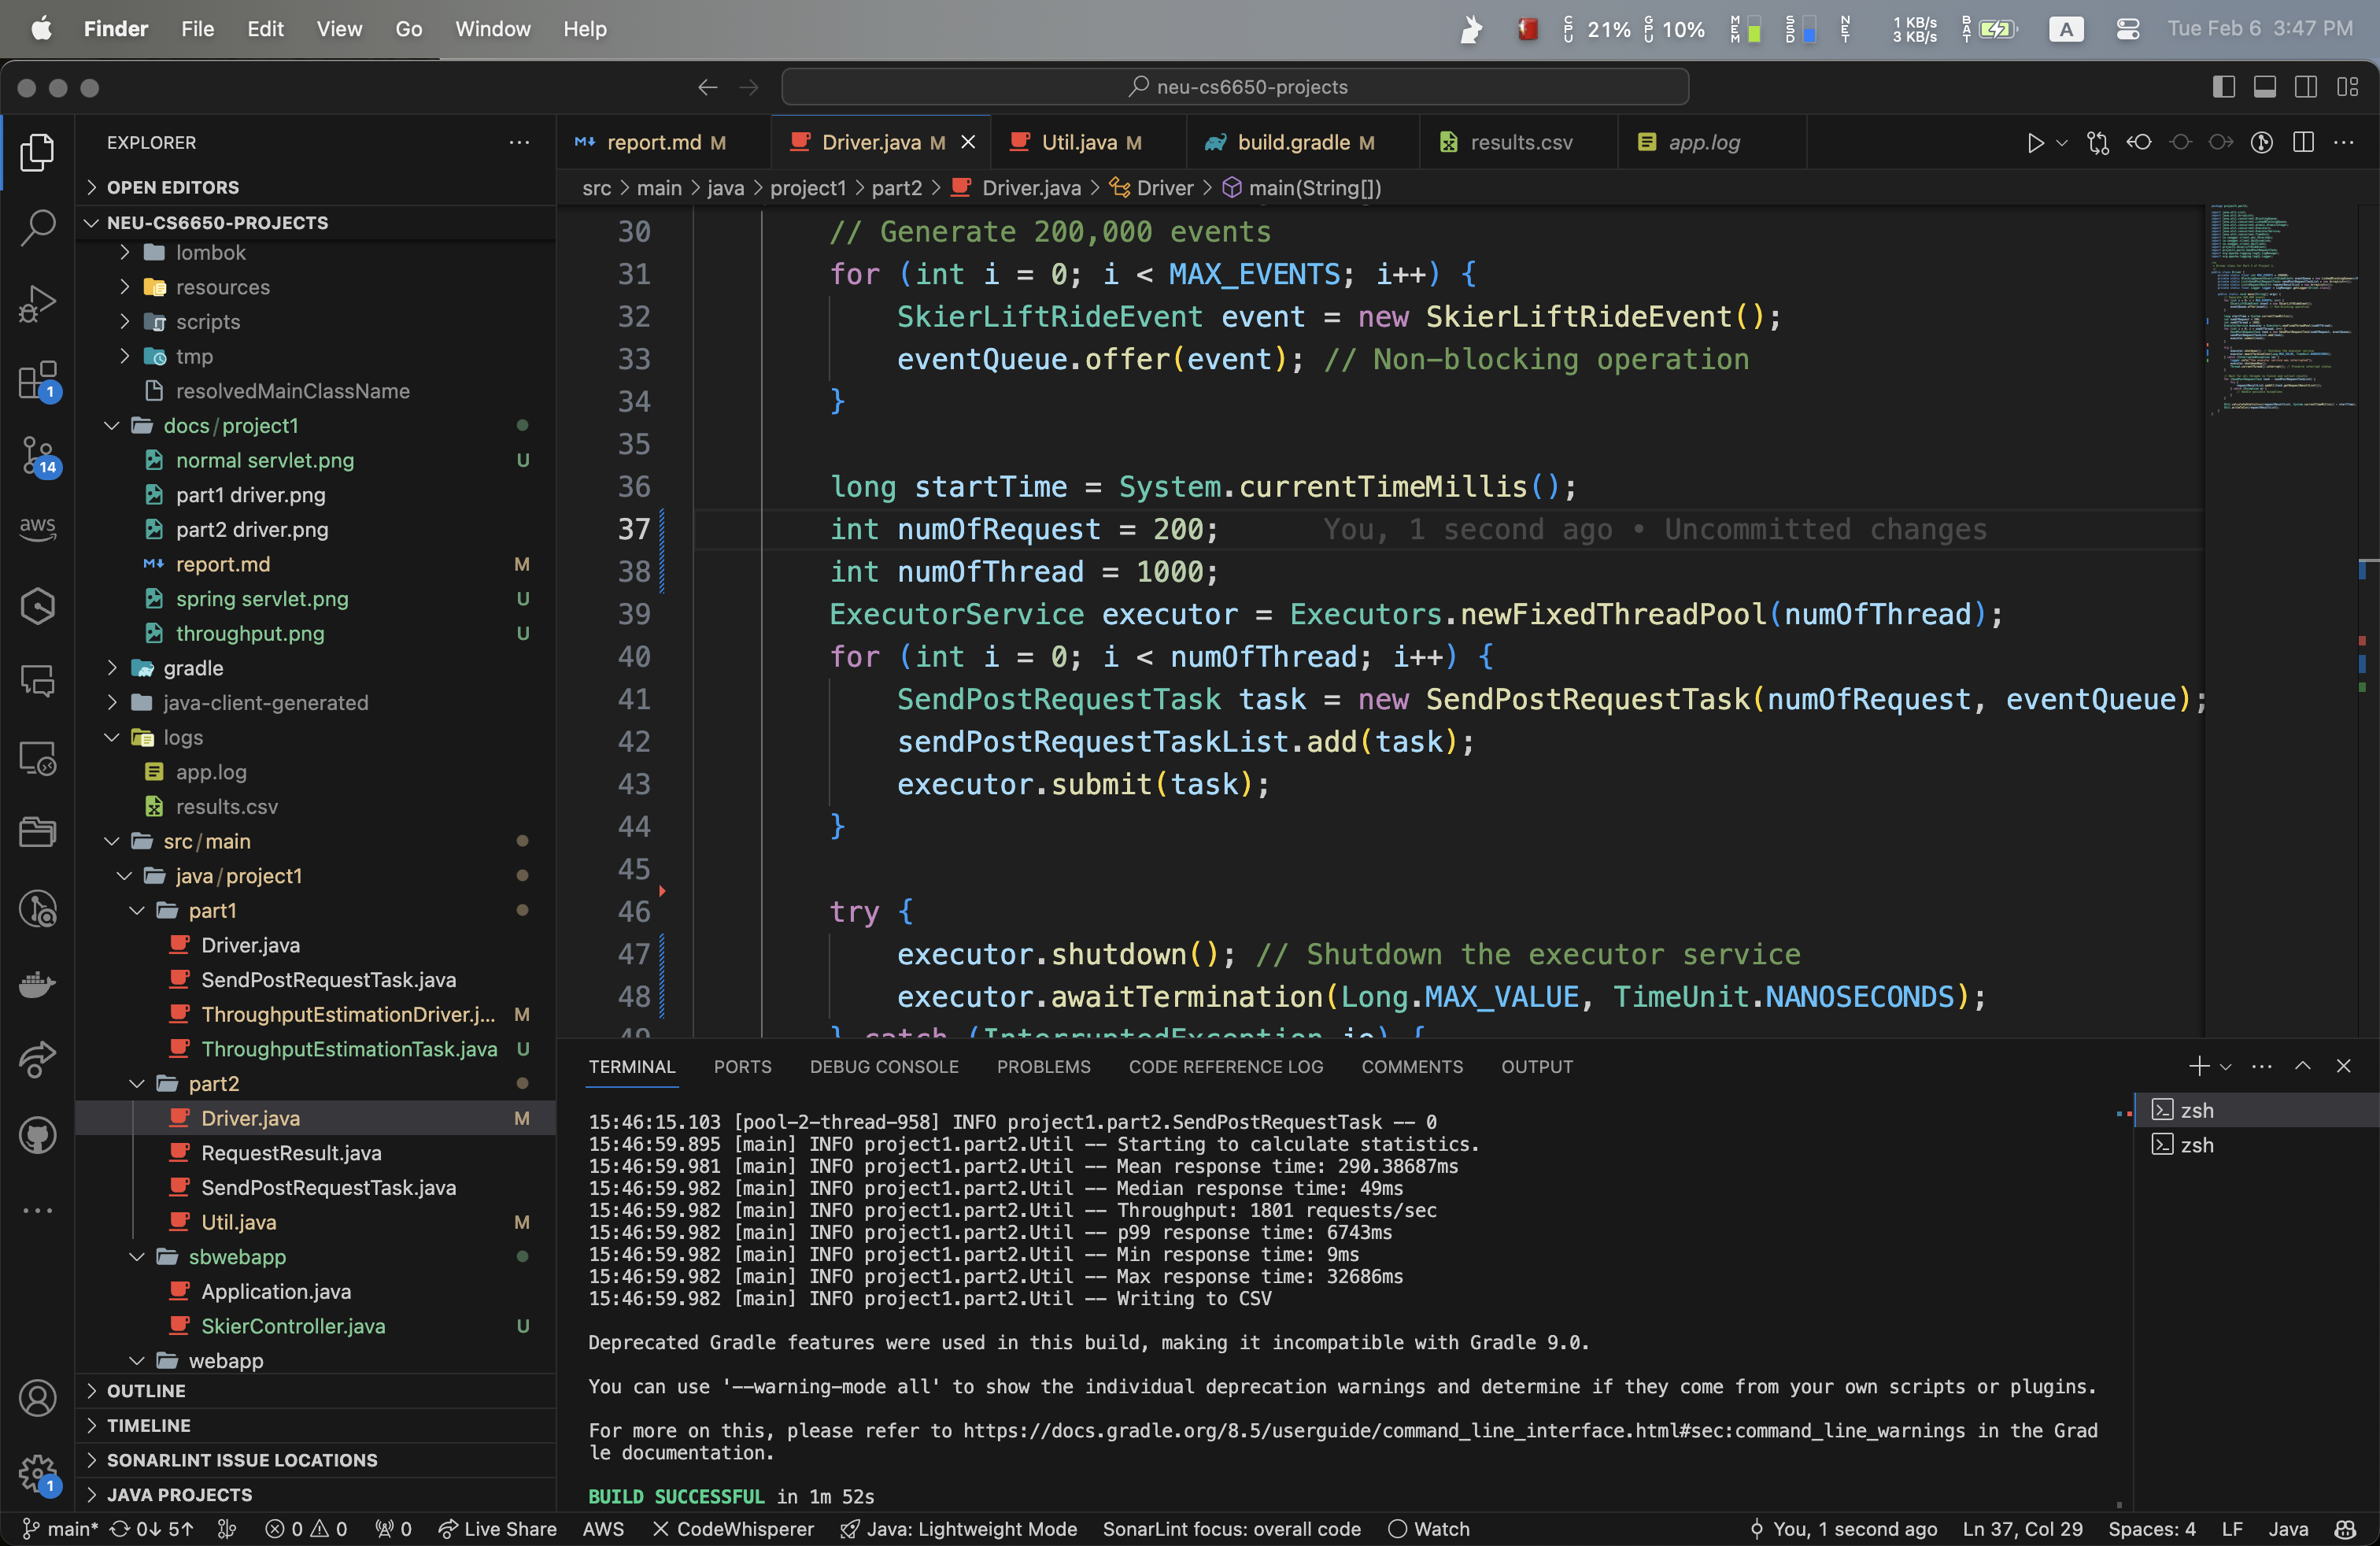 Finder File Edit View Go Window Help CPU 21% GPU 10% MEM SSD NET 1 KB/s 3 KB/s BAT A Tue Feb 6 3:47 PM
neu-cs6650-projects
EXPLORER
OPEN EDITORS
NEU-CS6650-PROJECTS
lombok
resources
scripts
tmp
resolvedMainClassName
docs/project1
normal servlet.png U
part1 driver.png
part2 driver.png
report.md M
spring servlet.png U
throughput.png U
gradle
java-client-generated
logs
app.log
results.csv
src/main
java/project1
part1
Driver.java
SendPostRequestTask.java
ThroughputEstimationDriver.j... M
ThroughputEstimationTask.java U
part2
Driver.java M
RequestResult.java
SendPostRequestTask.java
Util.java M
sbwebapp
Application.java
SkierController.java U
webapp
OUTLINE
TIMELINE
SONARLINT ISSUE LOCATIONS
JAVA PROJECTS
1
14
aws
1
report.md M Driver.java M Util.java M build.gradle M results.csv app.log
src > main > java > project1 > part2 > Driver.java > Driver > main(String[])
30 // Generate 200,000 events
31 for (int i = 0; i < MAX_EVENTS; i++) {
32 SkierLiftRideEvent event = new SkierLiftRideEvent();
33 eventQueue.offer(event); // Non-blocking operation
34 }
35
36 long startTime = System.currentTimeMillis();
37 int numOfRequest = 200; You, 1 second ago • Uncommitted changes
38 int numOfThread = 1000;
39 ExecutorService executor = Executors.newFixedThreadPool(numOfThread);
40 for (int i = 0; i < numOfThread; i++) {
41 SendPostRequestTask task = new SendPostRequestTask(numOfRequest, eventQueue);
42 sendPostRequestTaskList.add(task);
43 executor.submit(task);
44 }
45
46 try {
47 executor.shutdown(); // Shutdown the executor service
48 executor.awaitTermination(Long.MAX_VALUE, TimeUnit.NANOSECONDS);
49 } catch (InterruptedException ie) {
TERMINAL PORTS DEBUG CONSOLE PROBLEMS CODE REFERENCE LOG COMMENTS OUTPUT
zsh
zsh
15:46:15.103 [pool-2-thread-958] INFO project1.part2.SendPostRequestTask -- 0
15:46:59.895 [main] INFO project1.part2.Util -- Starting to calculate statistics.
15:46:59.981 [main] INFO project1.part2.Util -- Mean response time: 290.38687ms
15:46:59.982 [main] INFO project1.part2.Util -- Median response time: 49ms
15:46:59.982 [main] INFO project1.part2.Util -- Throughput: 1801 requests/sec
15:46:59.982 [main] INFO project1.part2.Util -- p99 response time: 6743ms
15:46:59.982 [main] INFO project1.part2.Util -- Min response time: 9ms
15:46:59.982 [main] INFO project1.part2.Util -- Max response time: 32686ms
15:46:59.982 [main] INFO project1.part2.Util -- Writing to CSV
Deprecated Gradle features were used in this build, making it incompatible with Gradle 9.0.
You can use '--warning-mode all' to show the individual deprecation warnings and determine if they come from your own scripts or plugins.
For more on this, please refer to https://docs.gradle.org/8.5/userguide/command_line_interface.html#sec:command_line_warnings in the Grad
le documentation.
BUILD SUCCESSFUL in 1m 52s
main* 0↓ 5↑ 0 0 0 Live Share AWS CodeWhisperer Java: Lightweight Mode SonarLint focus: overall code Watch You, 1 second ago Ln 37, Col 29 Spaces: 4 LF Java